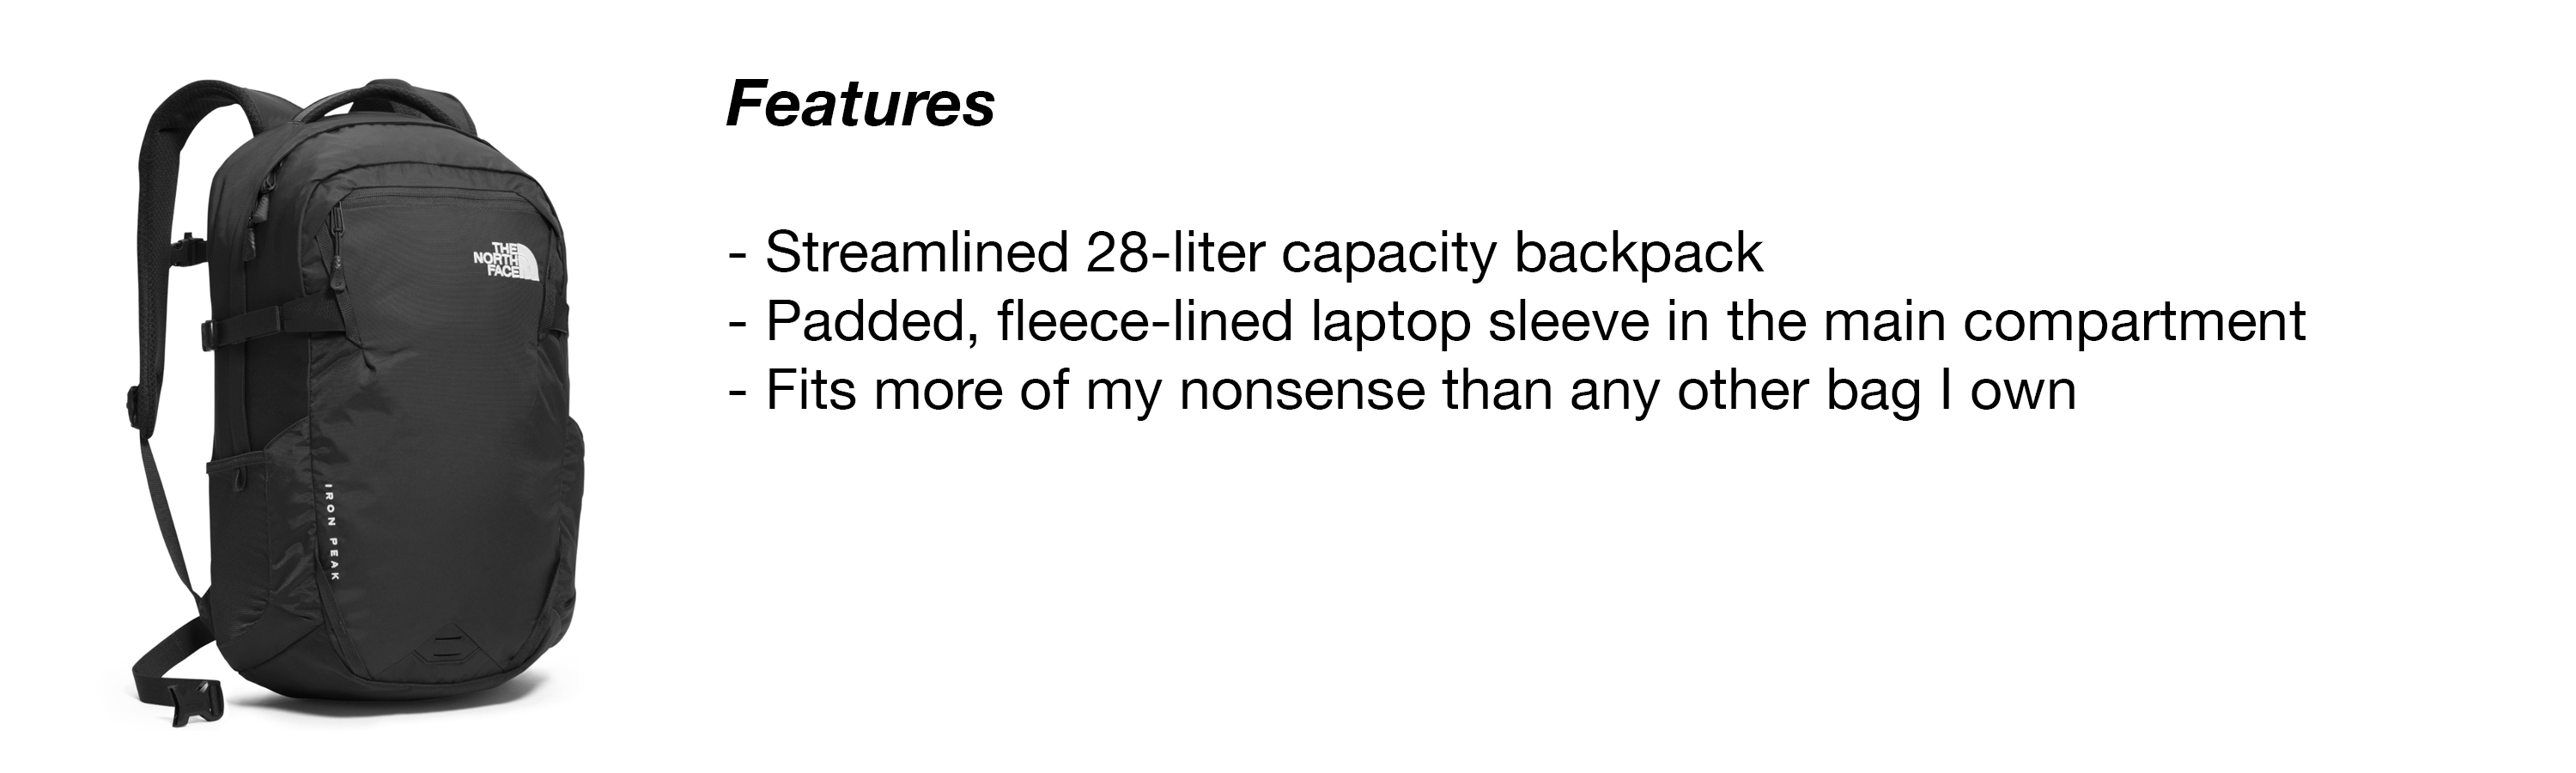 Features
- Streamlined 28-liter capacity backpack
- Padded, fleece-lined laptop sleeve in the main compartment
- Fits more of my nonsense than any other bag I own
THE
NORTH
FACE
IRON PEAK